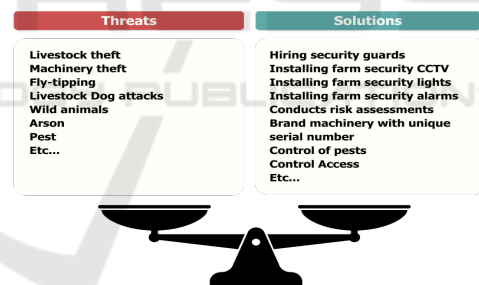 Threats
Livestock theft
Machinery theft
Fly-tipping
Livestock Dog attacks
Wild animals
Arson
Pest
Etc...
Solutions
Hiring security guards
Installing farm security CCTV
Installing farm security lights
Installing farm security alarms
Conducts risk assessments
Brand machinery with unique
serial number
Control of pests
Control Access
Etc...